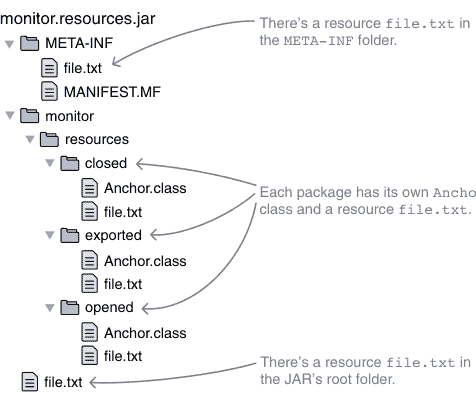 monitor.resources.jar
There's a resource file.txt in
the META-INF folder.
META-INF
file.txt
MANIFEST.MF
monitor
resources
closed
Anchor.class
file.txt
Each package has its own Ancho
class and a resource file.txt.
exported
Anchor.class
file.txt
opened
Anchor.class
file.txt
There's a resource file.txt in
the JAR's root folder.
file.txt